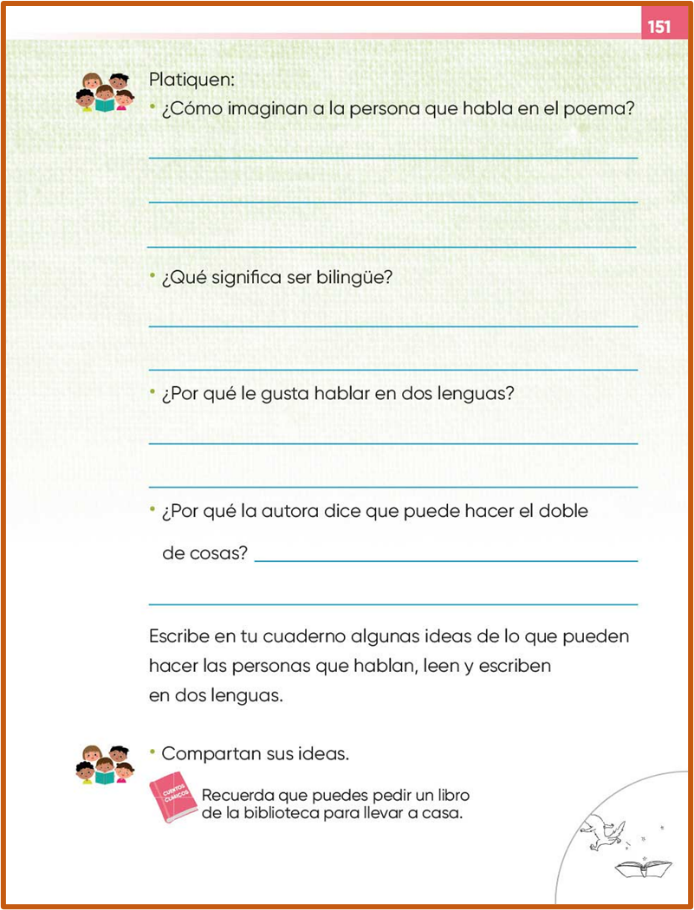 151
Platiquen:
• ¿Cómo imaginan a la persona que habla en el poema?
• ¿Qué significa ser bilingüe?
• ¿Por qué le gusta hablar en dos lenguas?
• ¿Por qué la autora dice que puede hacer el doble
de cosas?
Escribe en tu cuaderno algunas ideas de lo que pueden
hacer las personas que hablan, leen y escriben
en dos lenguas.
• Compartan sus ideas.
CUENTOS
CLÁSICOS
Recuerda que puedes pedir un libro
de la biblioteca para llevar a casa.